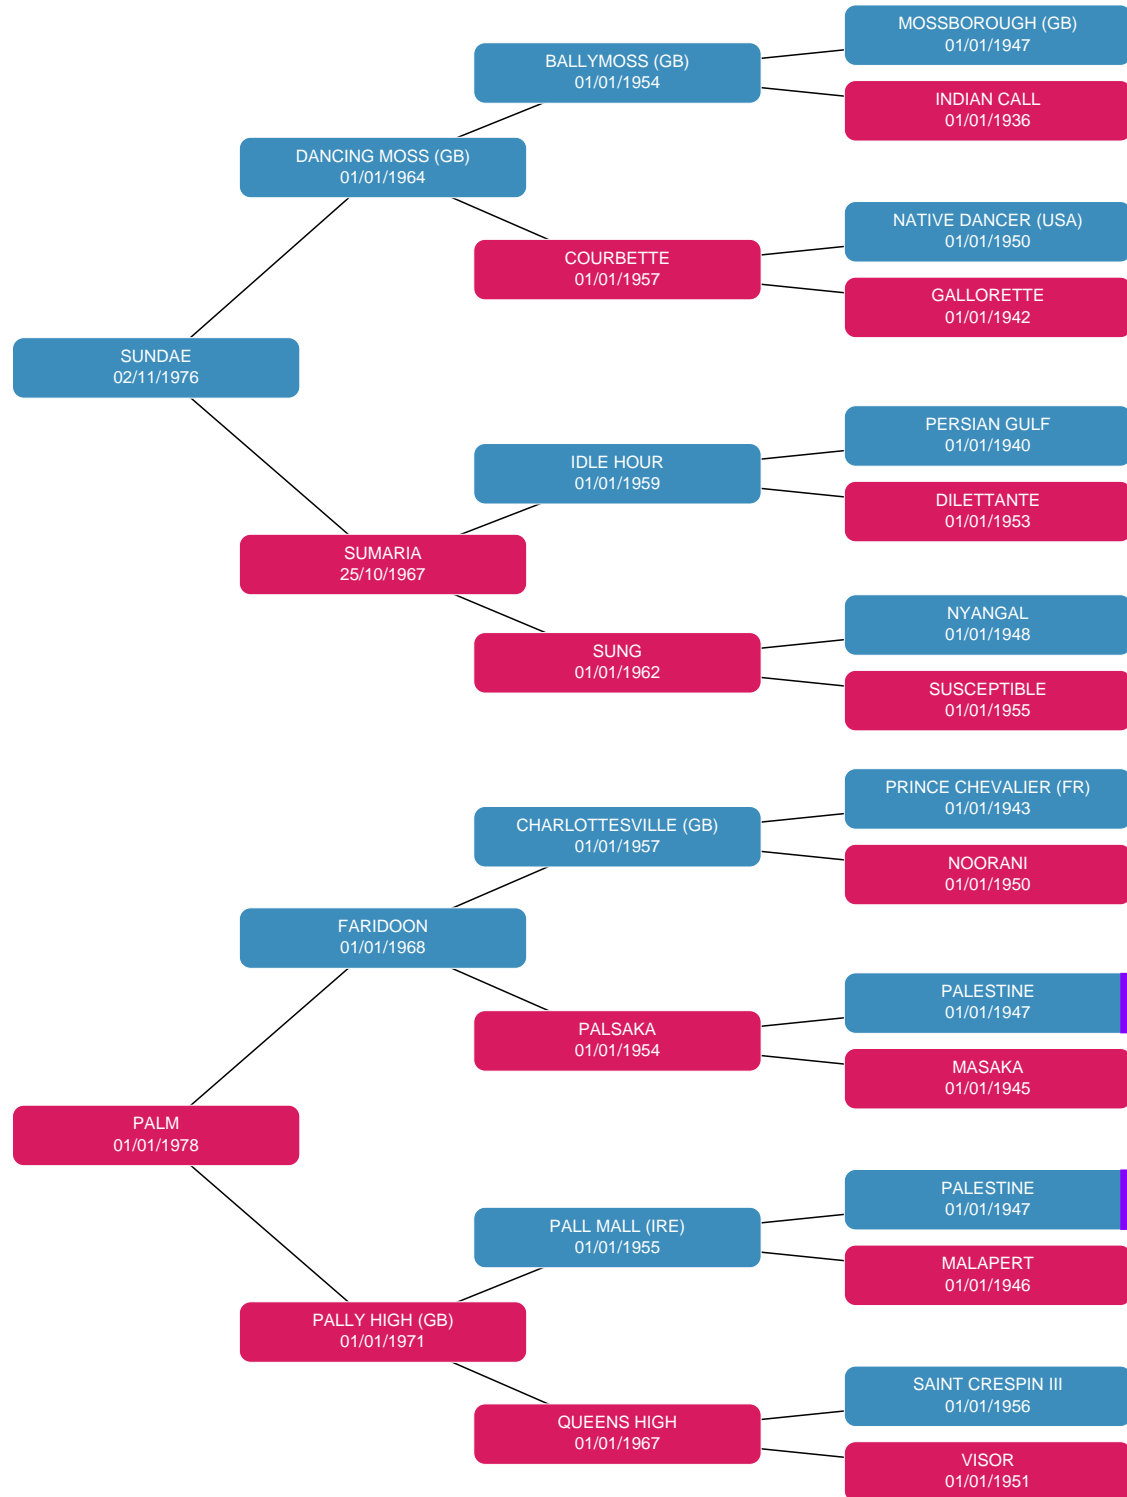 MOSSBOROUGH (GB)
01/01/1947
BALLYMOSS (GB)
01/01/1954
INDIAN CALL
01/01/1936
DANCING MOSS (GB)
01/01/1964
NATIVE DANCER (USA)
01/01/1950
COURBETTE
01/01/1957
GALLORETTE
01/01/1942
SUNDAE
02/11/1976
PERSIAN GULF
01/01/1940
IDLE HOUR
01/01/1959
DILETTANTE
01/01/1953
SUMARIA
25/10/1967
NYANGAL
01/01/1948
SUNG
01/01/1962
SUSCEPTIBLE
01/01/1955
PRINCE CHEVALIER (FR)
01/01/1943
CHARLOTTESVILLE (GB)
01/01/1957
NOORANI
01/01/1950
FARIDOON
01/01/1968
PALESTINE
01/01/1947
PALSAKA
01/01/1954
MASAKA
01/01/1945
PALM
01/01/1978
PALESTINE
01/01/1947
PALL MALL (IRE)
01/01/1955
MALAPERT
01/01/1946
PALLY HIGH (GB)
01/01/1971
SAINT CRESPIN III
01/01/1956
QUEENS HIGH
01/01/1967
VISOR
01/01/1951